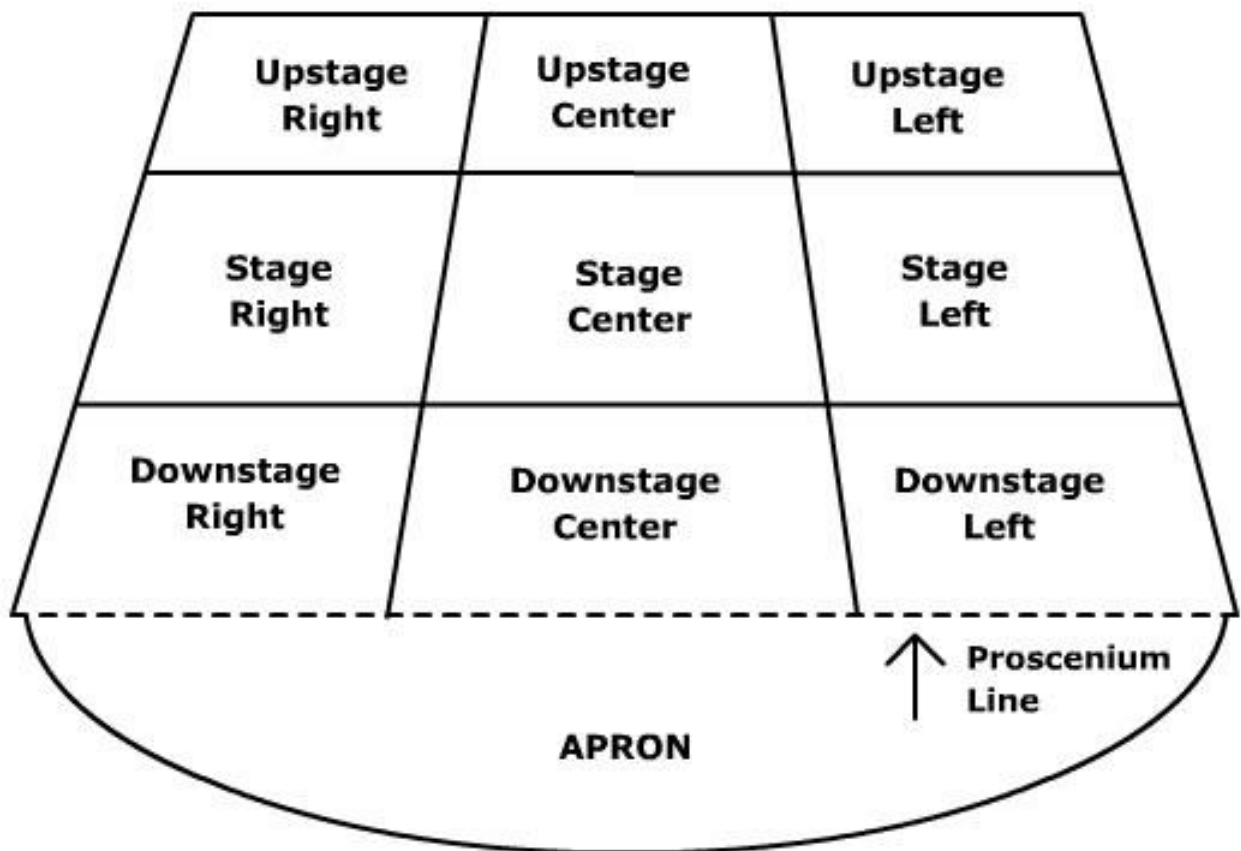 Upstage
Right
Upstage
Center
Upstage
Left
Stage
Right
Stage
Center
Stage
Left
Downstage
Right
Downstage
Center
Downstage
Left
Proscenium
Line
APRON